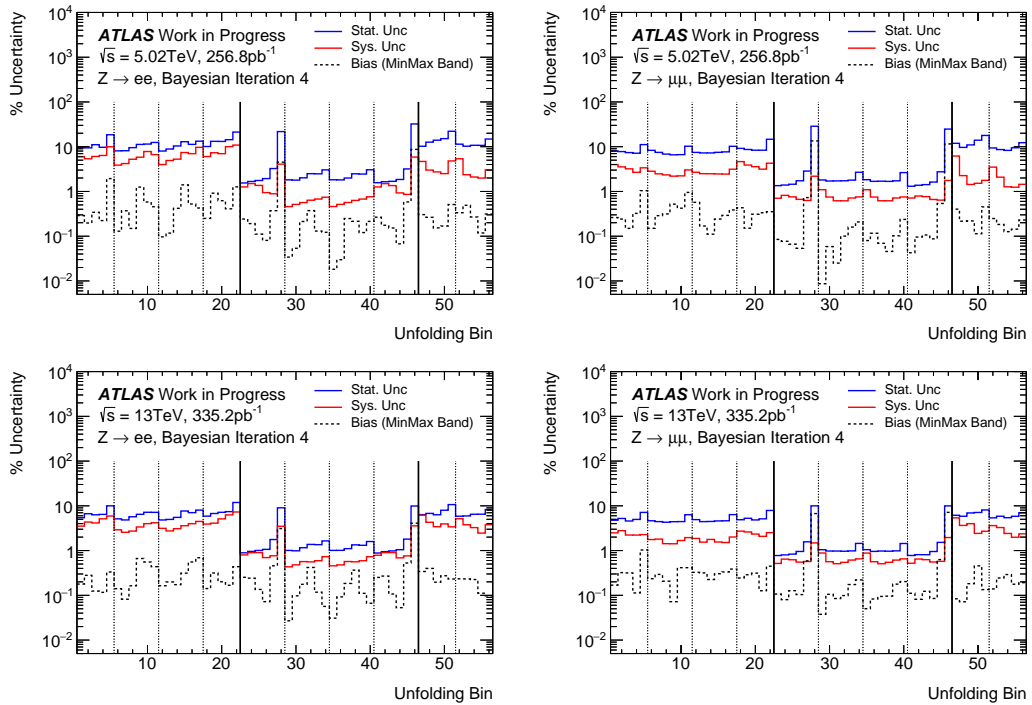 % Uncertainty
ATLAS Work in Progress
√s = 5.02TeV, 256.8pb⁻¹
Z → ee, Bayesian Iteration 4
Stat. Unc
Sys. Unc
Bias (MinMax Band)
10⁴
10³
10²
10
1
10⁻¹
10⁻²
10 20 30 40 50
Unfolding Bin
% Uncertainty
ATLAS Work in Progress
√s = 5.02TeV, 256.8pb⁻¹
Z → μμ, Bayesian Iteration 4
Stat. Unc
Sys. Unc
Bias (MinMax Band)
10⁴
10³
10²
10
1
10⁻¹
10⁻²
10 20 30 40 50
Unfolding Bin
% Uncertainty
ATLAS Work in Progress
√s = 13TeV, 335.2pb⁻¹
Z → ee, Bayesian Iteration 4
Stat. Unc
Sys. Unc
Bias (MinMax Band)
10⁴
10³
10²
10
1
10⁻¹
10⁻²
10 20 30 40 50
Unfolding Bin
% Uncertainty
ATLAS Work in Progress
√s = 13TeV, 335.2pb⁻¹
Z → μμ, Bayesian Iteration 4
Stat. Unc
Sys. Unc
Bias (MinMax Band)
10⁴
10³
10²
10
1
10⁻¹
10⁻²
10 20 30 40 50
Unfolding Bin